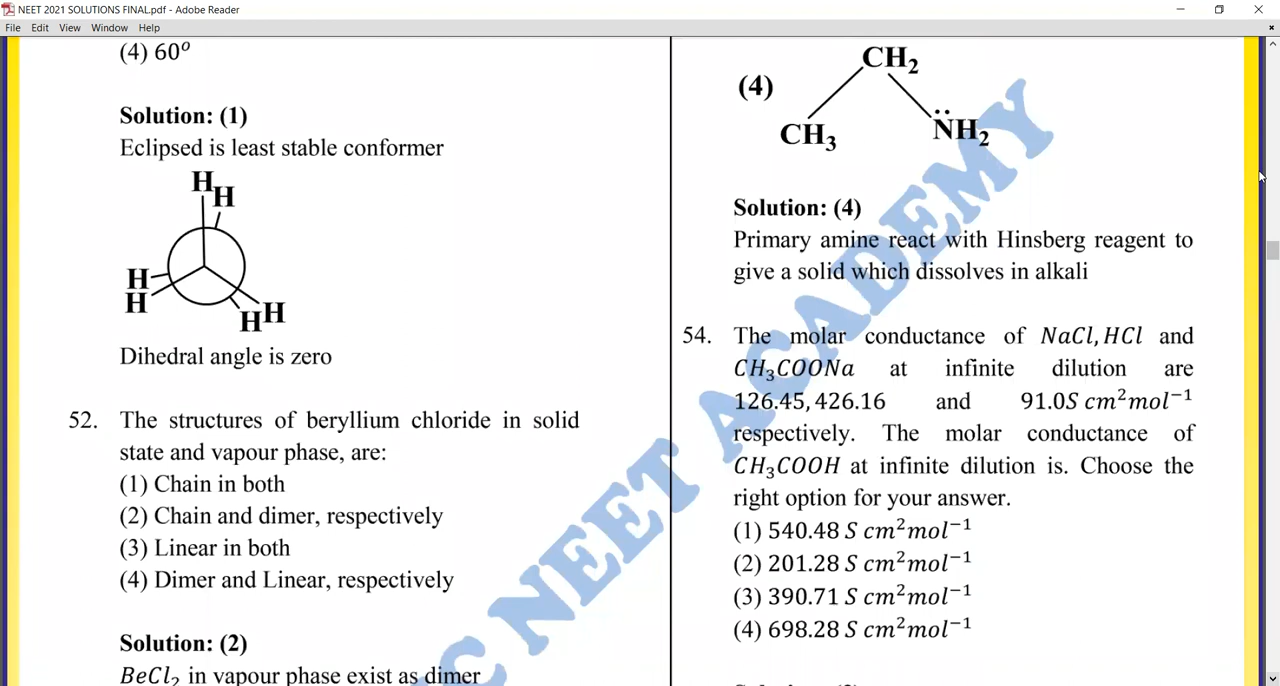 NEET 2021 SOLUTIONS FINAL.pdf - Adobe Reader
File Edit View Window Help
(4) 60°
Solution: (1)
Eclipsed is least stable conformer
H
H
H
H
H
H
Dihedral angle is zero
52. The structures of beryllium chloride in solid
state and vapour phase, are:
(1) Chain in both
(2) Chain and dimer, respectively
(3) Linear in both
(4) Dimer and Linear, respectively
Solution: (2)
BeCl₂ in vapour phase exist as dimer
(4)
CH₂
CH₃
N̈H₂
Solution: (4)
Primary amine react with Hinsberg reagent to
give a solid which dissolves in alkali
54. The molar conductance of NaCl, HCl and
CH₃COONa at infinite dilution are
126.45, 426.16 and 91.0S cm²mol⁻¹
respectively. The molar conductance of
CH₃COOH at infinite dilution is. Choose the
right option for your answer.
(1) 540.48 S cm²mol⁻¹
(2) 201.28 S cm²mol⁻¹
(3) 390.71 S cm²mol⁻¹
(4) 698.28 S cm²mol⁻¹
C NEET ACADEMY